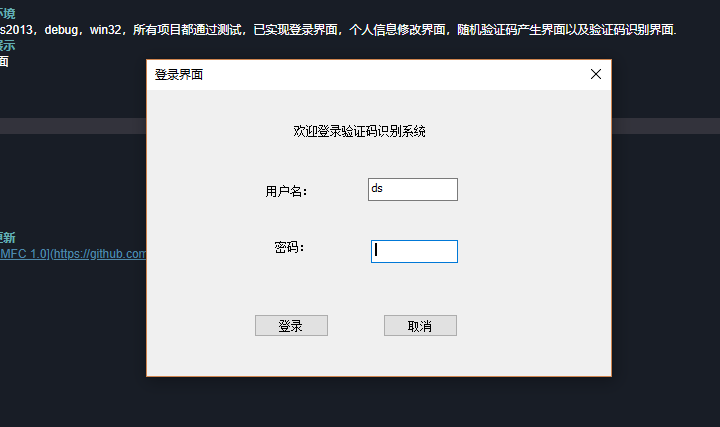 环境
s2013，debug，win32，所有项目都通过测试，已实现登录界面，个人信息修改界面，随机验证码产生界面以及验证码识别界面.
展示
面
登录界面
欢迎登录验证码识别系统
用户名：
ds
密码：
登录
取消
更新
MFC 1.0](https://github.com